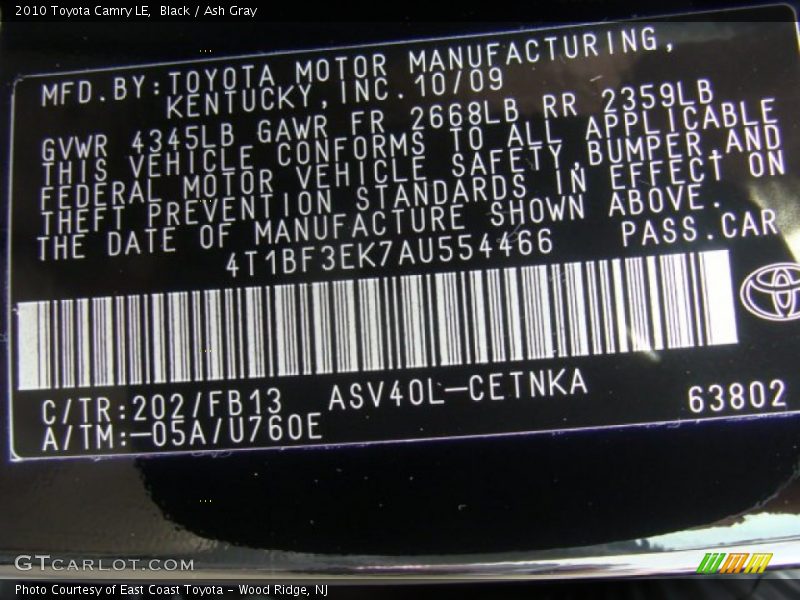 2010 Toyota Camry LE, Black / Ash Gray
MFD.BY:TOYOTA MOTOR MANUFACTURING,
KENTUCKY,INC.10/09
GVWR 4345LB GAWR FR 2668LB RR 2359LB
THIS VEHICLE CONFORMS TO ALL APPLICABLE
FEDERAL MOTOR VEHICLE SAFETY,BUMPER,AND
THEFT PREVENTION STANDARDS IN EFFECT ON
THE DATE OF MANUFACTURE SHOWN ABOVE.
4T1BF3EK7AU554466 PASS.CAR
C/TR:202/FB13 ASV40L-CETNKA 63802
A/TM:-05A/U760E
GTCARLOT.COM
Photo Courtesy of East Coast Toyota - Wood Ridge, NJ